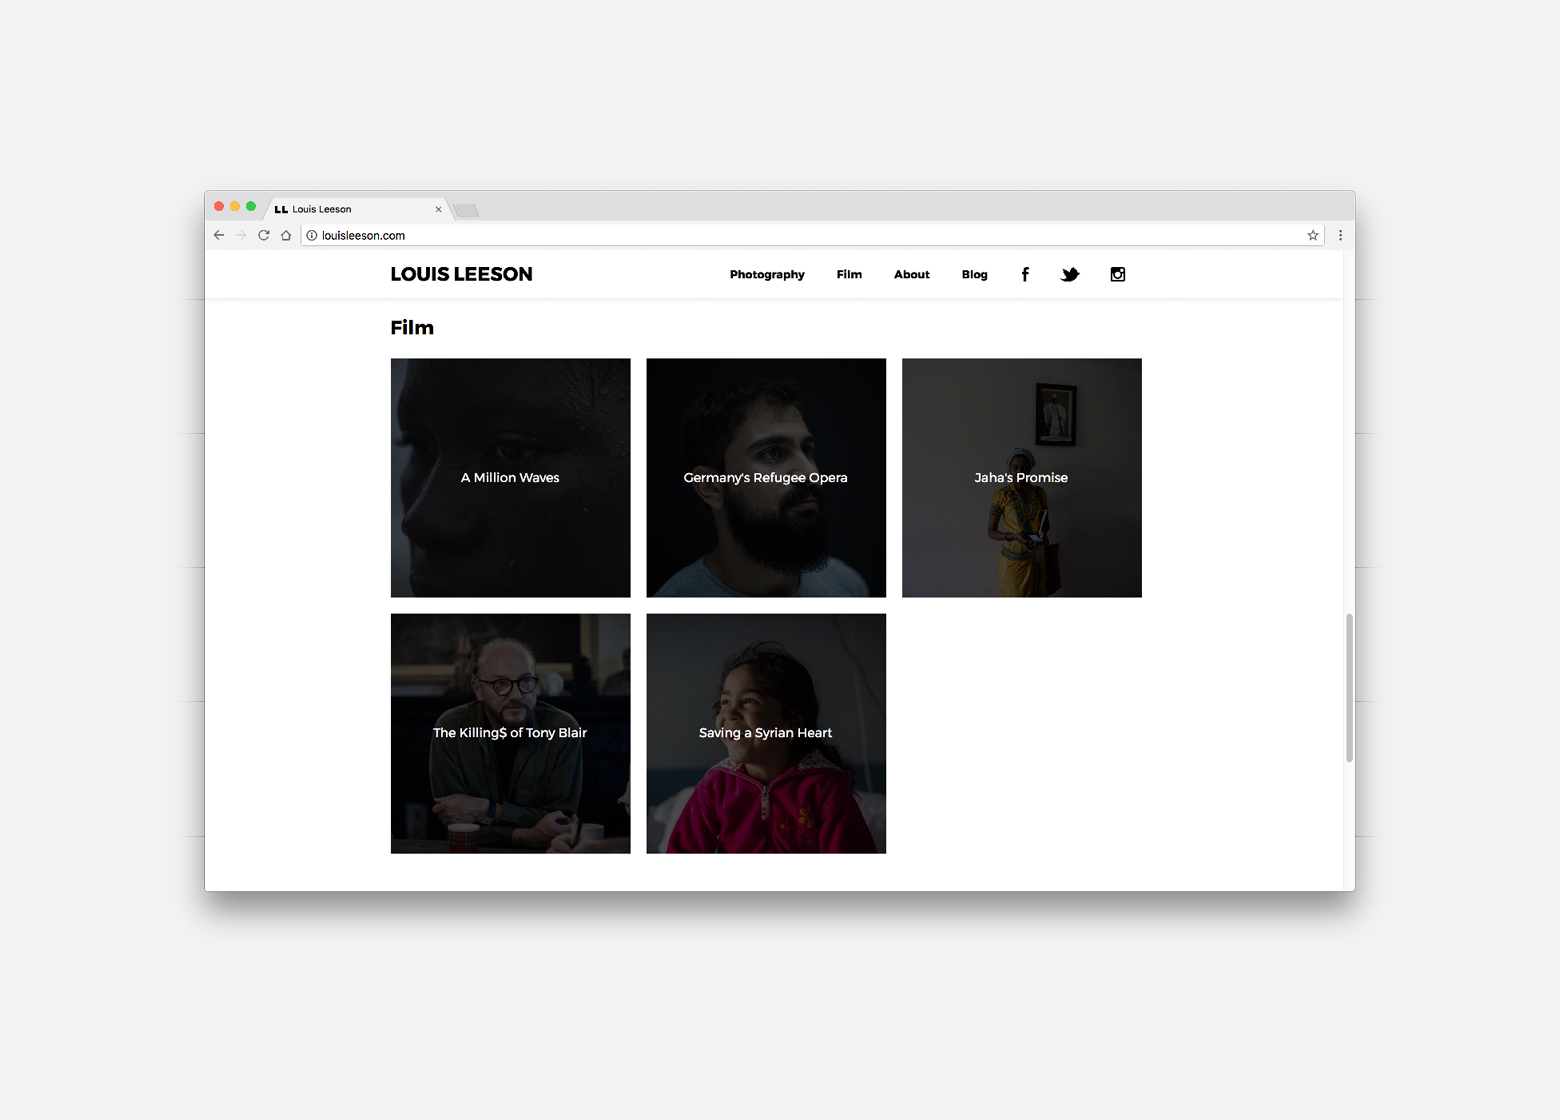 LL Louis Leeson
louisleeson.com
LOUIS LEESON
Photography Film About Blog
Film
A Million Waves
Germany's Refugee Opera
Jaha's Promise
The Killing$ of Tony Blair
Saving a Syrian Heart